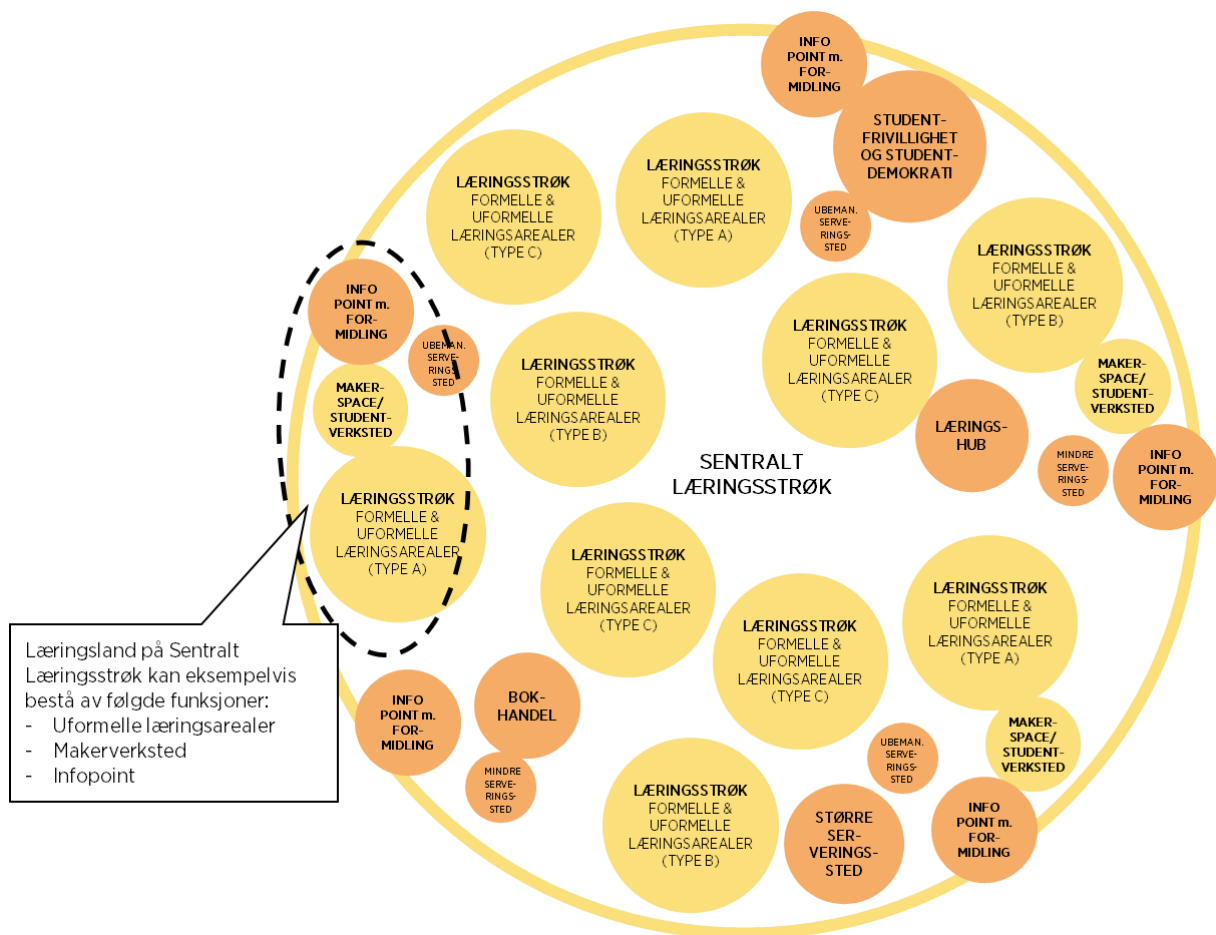 INFO
POINT m.
FOR-
MIDLING
STUDENT-
FRIVILLIGHET
OG STUDENT-
DEMOKRATI
UBEMAN.
SERVE-
RINGS-
STED
LÆRINGSSTRØK
FORMELLE &
UFORMELLE
LÆRINGSAREALER
(TYPE A)
LÆRINGSSTRØK
FORMELLE &
UFORMELLE
LÆRINGSAREALER
(TYPE C)
LÆRINGSSTRØK
FORMELLE &
UFORMELLE
LÆRINGSAREALER
(TYPE B)
INFO
POINT m.
FOR-
MIDLING
UBEMAN.
SERVE-
RINGS-
STED
MAKER-
SPACE/
STUDENT-
VERKSTED
LÆRINGSSTRØK
FORMELLE &
UFORMELLE
LÆRINGSAREALER
(TYPE A)
LÆRINGSSTRØK
FORMELLE &
UFORMELLE
LÆRINGSAREALER
(TYPE B)
LÆRINGSSTRØK
FORMELLE &
UFORMELLE
LÆRINGSAREALER
(TYPE C)
MAKER-
SPACE/
STUDENT-
VERKSTED
LÆRINGS-
HUB
MINDRE
SERVE-
RINGS-
STED
INFO
POINT m.
FOR-
MIDLING
SENTRALT
LÆRINGSSTRØK
LÆRINGSSTRØK
FORMELLE &
UFORMELLE
LÆRINGSAREALER
(TYPE C)
LÆRINGSSTRØK
FORMELLE &
UFORMELLE
LÆRINGSAREALER
(TYPE C)
LÆRINGSSTRØK
FORMELLE &
UFORMELLE
LÆRINGSAREALER
(TYPE A)
Læringsland på Sentralt
Læringsstrøk kan eksempelvis
bestå av følgde funksjoner:
- Uformelle læringsarealer
- Makerverksted
- Infopoint
INFO
POINT m.
FOR-
MIDLING
BOK-
HANDEL
MINDRE
SERVE-
RINGS-
STED
LÆRINGSSTRØK
FORMELLE &
UFORMELLE
LÆRINGSAREALER
(TYPE B)
UBEMAN.
SERVE-
RINGS-
STED
STØRRE
SER-
VERINGS-
STED
MAKER-
SPACE/
STUDENT-
VERKSTED
INFO
POINT m.
FOR-
MIDLING